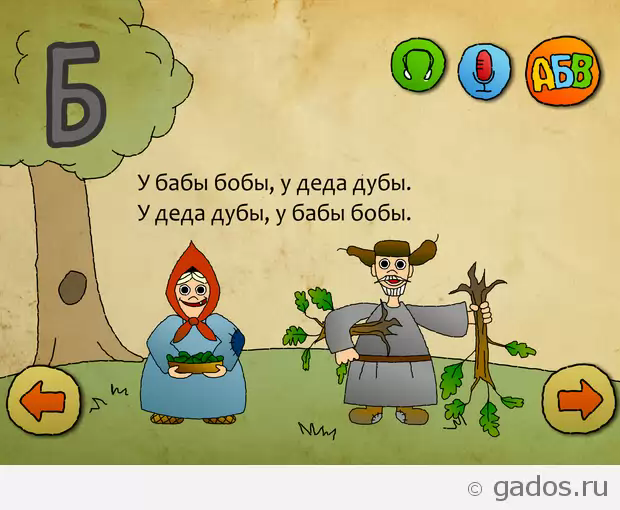 Б
АБВ
У бабы бобы, у деда дубы.
У деда дубы, у бабы бобы.
© gados.ru